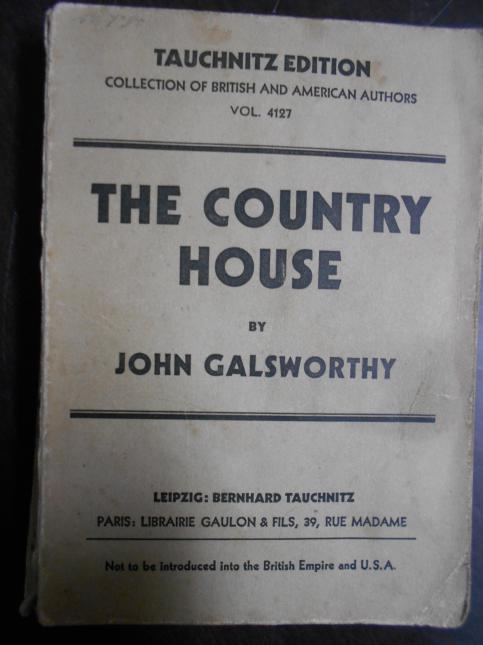 TAUCHNITZ EDITION
COLLECTION OF BRITISH AND AMERICAN AUTHORS
VOL. 4127
THE COUNTRY
HOUSE
BY
JOHN GALSWORTHY
LEIPZIG: BERNHARD TAUCHNITZ
PARIS: LIBRAIRIE GAULON & FILS, 39, RUE MADAME
Not to be introduced into the British Empire and U.S.A.